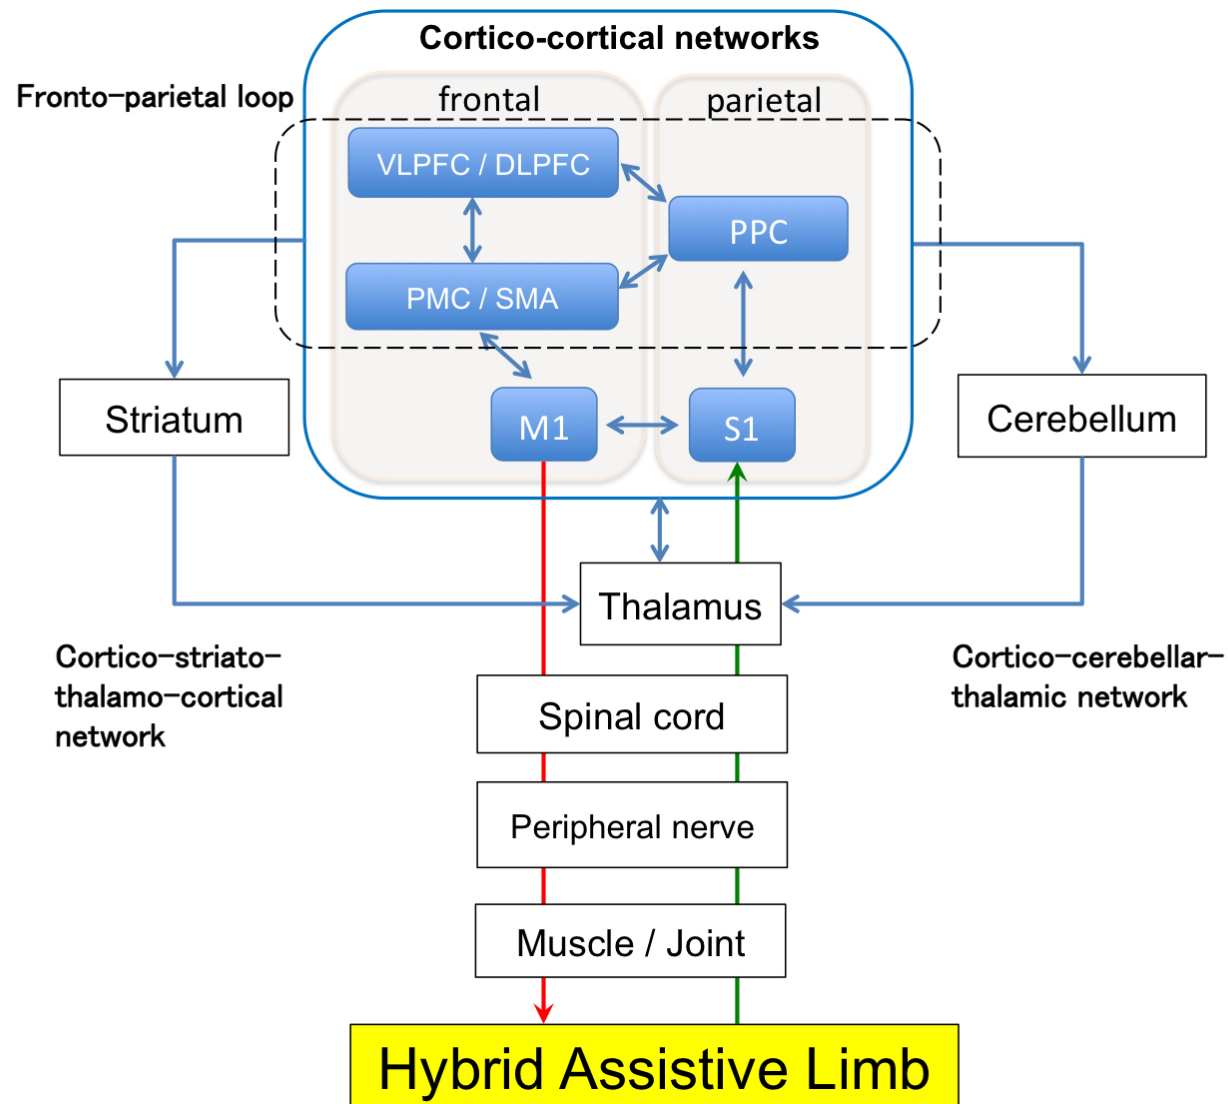 Cortico-cortical networks
Fronto-parietal loop
frontal
parietal
VLPFC / DLPFC
PPC
PMC / SMA
M1
S1
Striatum
Cerebellum
Thalamus
Cortico-striato-
thalamo-cortical
network
Cortico-cerebellar-
thalamic network
Spinal cord
Peripheral nerve
Muscle / Joint
Hybrid Assistive Limb